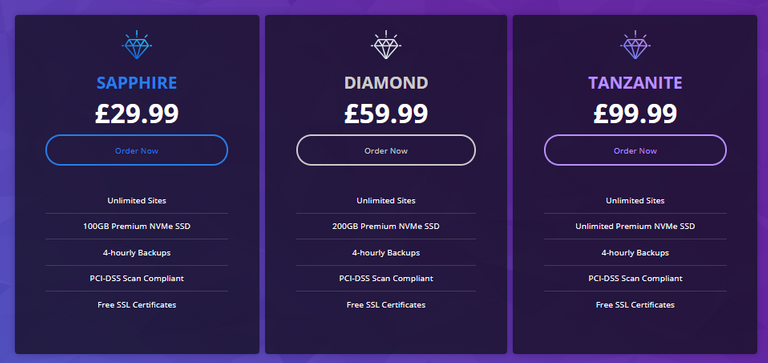 SAPPHIRE
£29.99
Order Now
Unlimited Sites
100GB Premium NVMe SSD
4-hourly Backups
PCI-DSS Scan Compliant
Free SSL Certificates
DIAMOND
£59.99
Order Now
Unlimited Sites
200GB Premium NVMe SSD
4-hourly Backups
PCI-DSS Scan Compliant
Free SSL Certificates
TANZANITE
£99.99
Order Now
Unlimited Sites
Unlimited Premium NVMe SSD
4-hourly Backups
PCI-DSS Scan Compliant
Free SSL Certificates